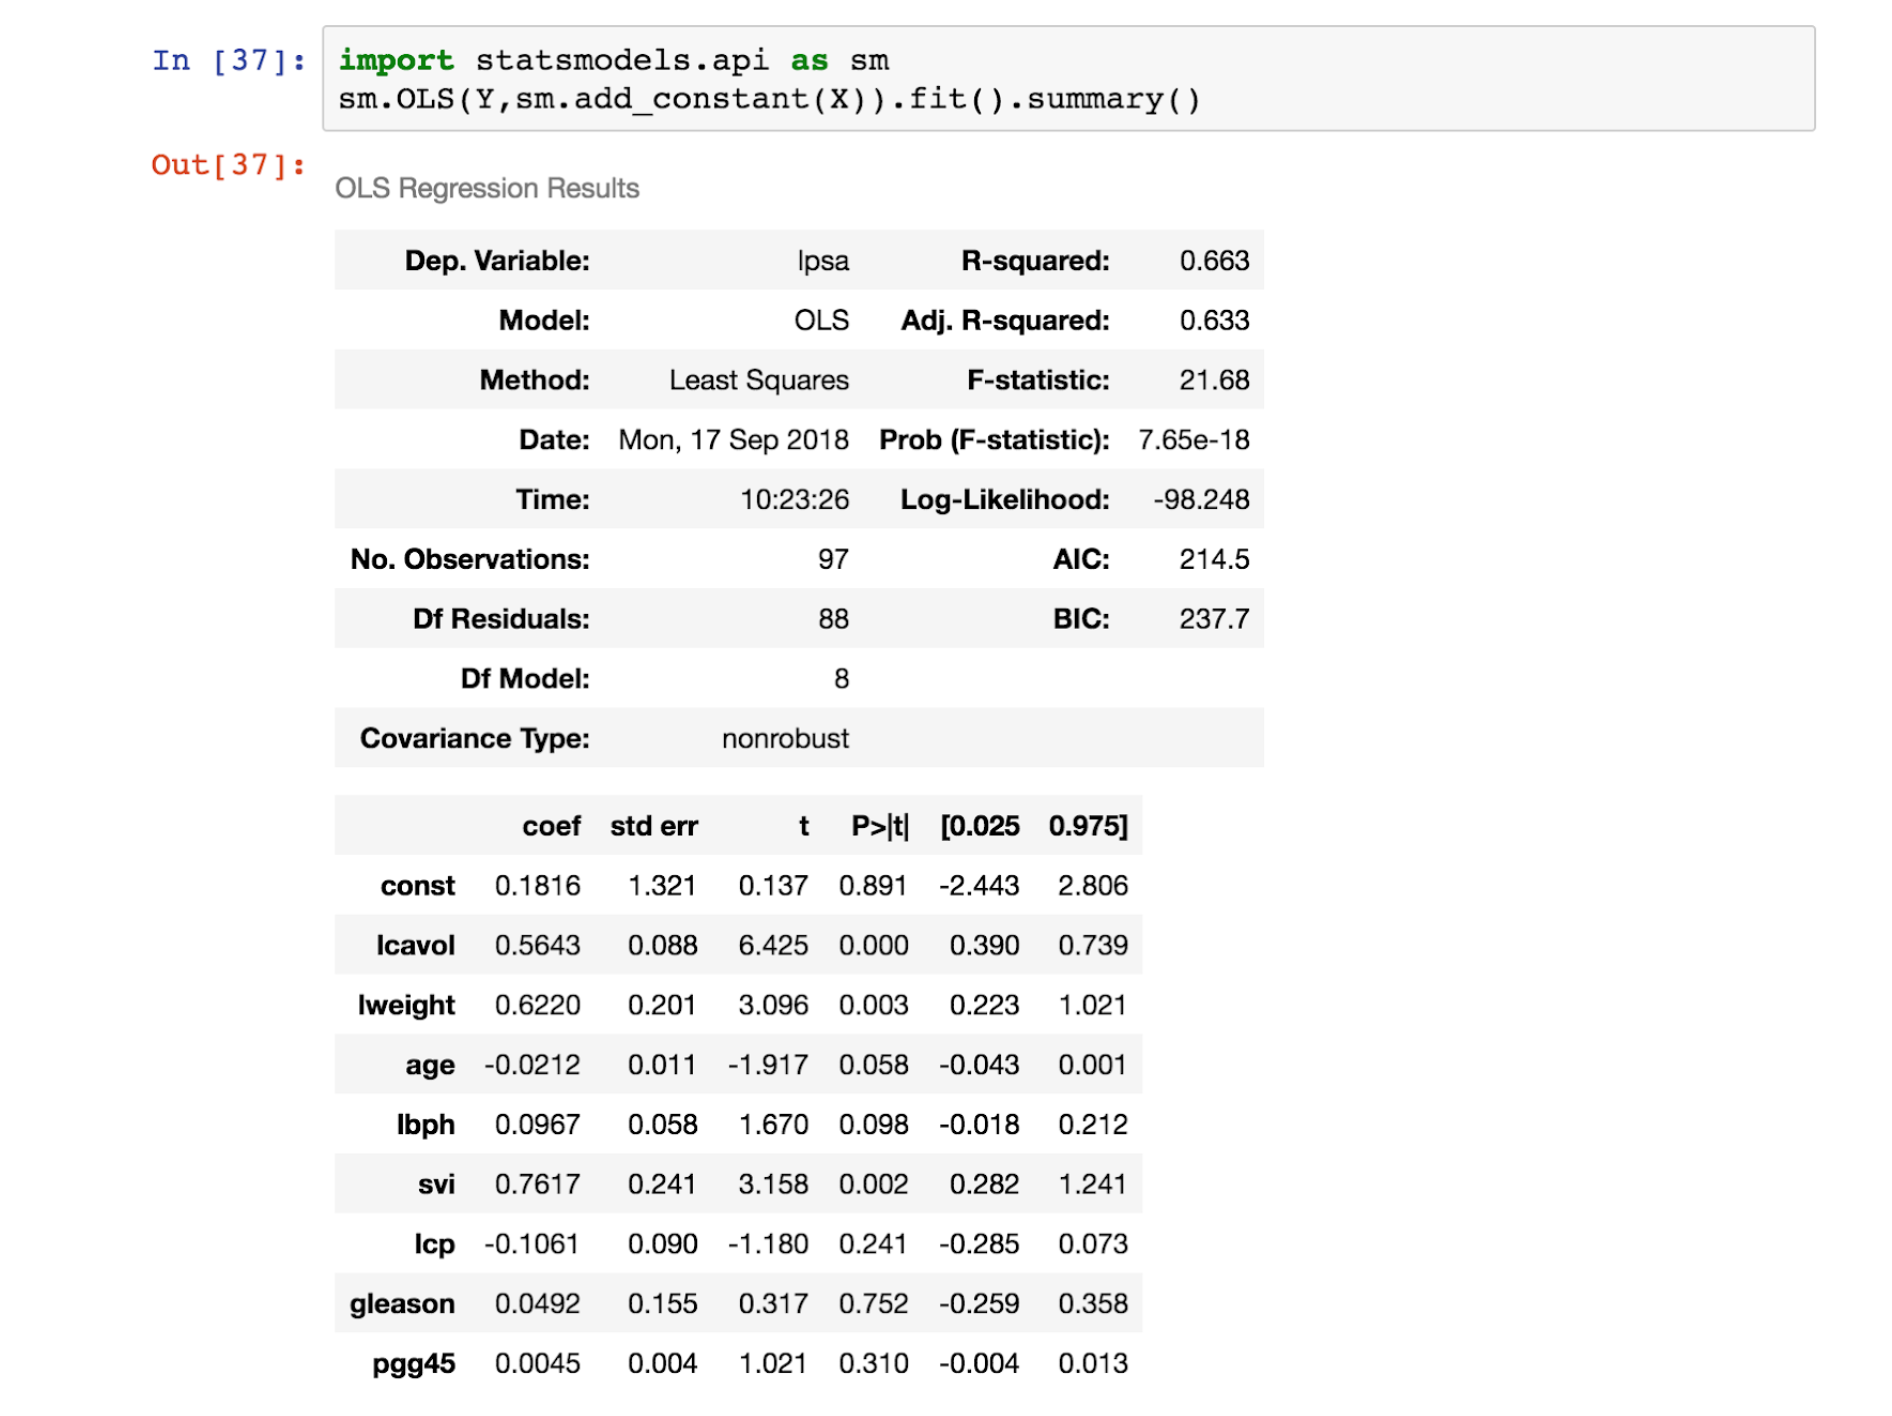 In [37]: import statsmodels.api as sm
sm.OLS(Y,sm.add_constant(X)).fit().summary()
Out[37]:
OLS Regression Results
Dep. Variable: lpsa R-squared: 0.663
Model: OLS Adj. R-squared: 0.633
Method: Least Squares F-statistic: 21.68
Date: Mon, 17 Sep 2018 Prob (F-statistic): 7.65e-18
Time: 10:23:26 Log-Likelihood: -98.248
No. Observations: 97 AIC: 214.5
Df Residuals: 88 BIC: 237.7
Df Model: 8
Covariance Type: nonrobust
coef std err t P>|t| [0.025 0.975]
const 0.1816 1.321 0.137 0.891 -2.443 2.806
lcavol 0.5643 0.088 6.425 0.000 0.390 0.739
lweight 0.6220 0.201 3.096 0.003 0.223 1.021
age -0.0212 0.011 -1.917 0.058 -0.043 0.001
lbph 0.0967 0.058 1.670 0.098 -0.018 0.212
svi 0.7617 0.241 3.158 0.002 0.282 1.241
lcp -0.1061 0.090 -1.180 0.241 -0.285 0.073
gleason 0.0492 0.155 0.317 0.752 -0.259 0.358
pgg45 0.0045 0.004 1.021 0.310 -0.004 0.013